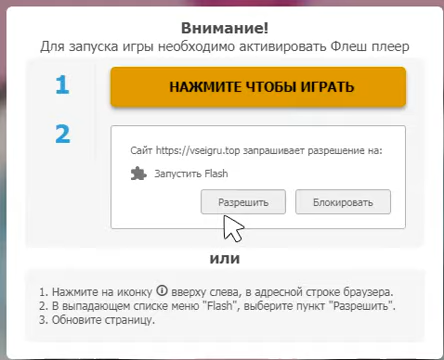 Внимание!
Для запуска игры необходимо активировать Флеш плеер
1
НАЖМИТЕ ЧТОБЫ ИГРАТЬ
2
Сайт https://vseigru.top запрашивает разрешение на:
Запустить Flash
Разрешить
Блокировать
или
1. Нажмите на иконку ⓘ вверху слева, в адресной строке браузера.
2. В выпадающем списке меню "Flash", выберите пункт "Разрешить".
3. Обновите страницу.